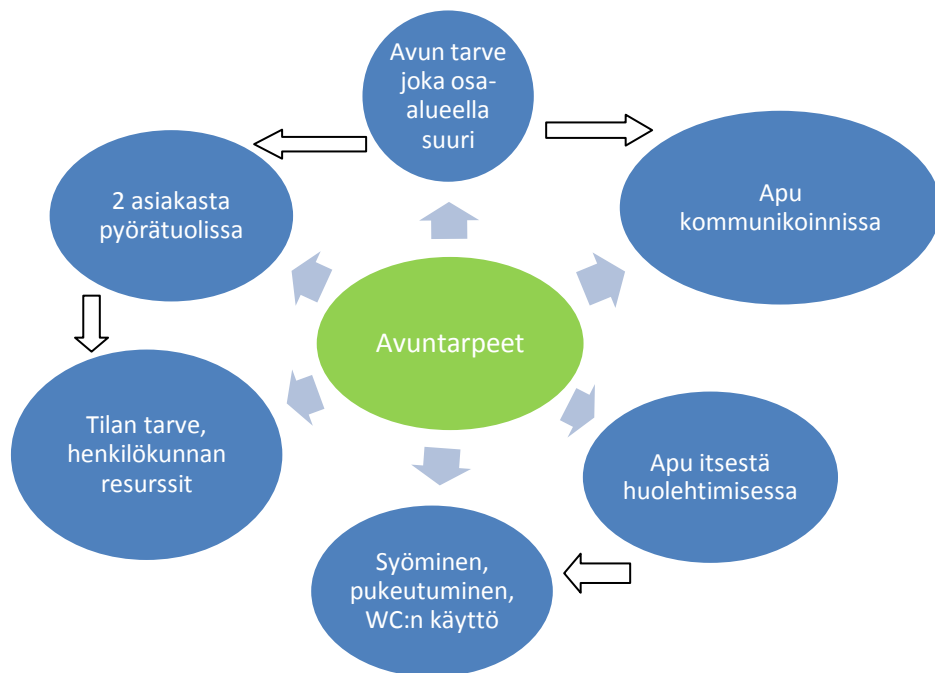 Avun tarve
joka osa-
alueella
suuri
2 asiakasta
pyörätuolissa
Apu
kommunikoinnissa
Avuntarpeet
Tilan tarve,
henkilökunnan
resurssit
Apu itsestä
huolehtimisessa
Syöminen,
pukeutuminen,
WC:n käyttö